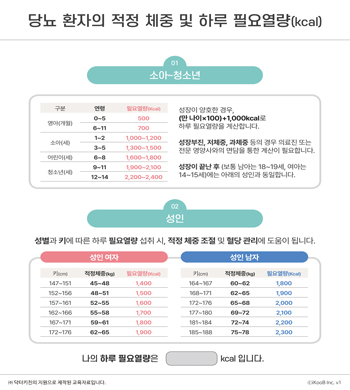 당뇨 환자의 적정 체중 및 하루 필요열량(kcal)
01
소아~청소년
구분 연령 필요열량(Kcal)
영아(개월) 0~5 500
6~11 700
소아(세) 1~2 1,000~1,200
3~5 1,300~1,500
어린이(세) 6~8 1,600~1,800
청소년(세) 9~11 1,900~2,100
12~14 2,200~2,400
성장이 양호한 경우,
(만 나이×100)+1,000kcal로
하루 필요열량을 계산합니다.
성장부진, 저체중, 과체중 등의 경우 의료진 또는
전문 영양사와의 면담을 통한 계산이 필요합니다.
성장이 끝난 후 (보통 남아는 18~19세, 여아는
14~15세)에는 아래의 성인과 동일합니다.
02
성인
성별과 키에 따른 하루 필요열량 섭취 시, 적정 체중 조절 및 혈당 관리에 도움이 됩니다.
성인 여자
키(cm) 적정체중(kg) 필요열량(Kcal)
147~151 45~48 1,400
152~156 48~51 1,500
157~161 52~55 1,600
162~166 55~58 1,700
167~171 59~61 1,800
172~176 62~65 1,900
성인 남자
키(cm) 적정체중(kg) 필요열량(Kcal)
164~167 60~62 1,800
168~171 62~65 1,900
172~176 65~68 2,000
177~180 69~72 2,100
181~184 72~74 2,200
185~188 75~78 2,300
나의 하루 필요열량은 kcal 입니다.
㈜ 닥터키친의 지원으로 제작된 교육자료입니다.
ⓒiKooB Inc. v1